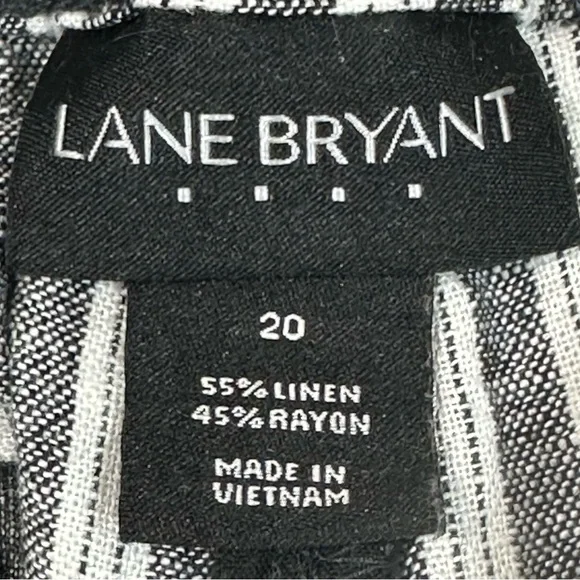 LANE BRYANT
20
55% LINEN
45% RAYON
MADE IN
VIETNAM